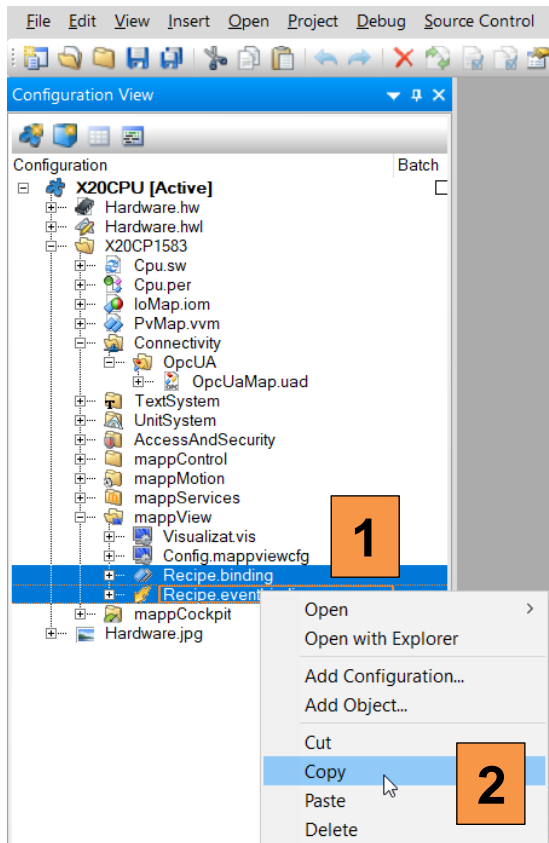 File Edit View Insert Open Project Debug Source Control
Configuration View
Configuration Batch
X20CPU [Active]
Hardware.hw
Hardware.hwl
X20CP1583
Cpu.sw
Cpu.per
IoMap.iom
PvMap.vvm
Connectivity
OpcUA
OpcUaMap.uad
TextSystem
UnitSystem
AccessAndSecurity
mappControl
mappMotion
mappServices
mappView
Visualizat.vis
Config.mappviewcfg
1
Recipe.binding
Recipe.eventbindi
mappCockpit
Hardware.jpg
Open
Open with Explorer
Add Configuration...
Add Object...
Cut
Copy
2
Paste
Delete